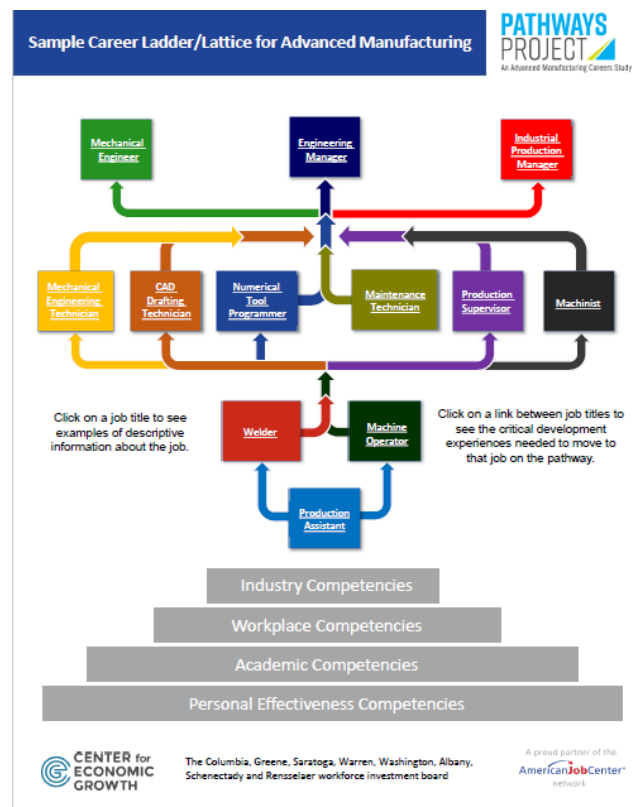 Sample Career Ladder/Lattice for Advanced Manufacturing
PATHWAYS
PROJECT
An Advanced Manufacturing Careers Study
Mechanical
Engineer
Engineering
Manager
Industrial
Production
Manager
Mechanical
Engineering
Technician
CAD
Drafting
Technician
Numerical
Tool
Programmer
Maintenance
Technician
Production
Supervisor
Machinist
Click on a job title to see
examples of descriptive
information about the job.
Welder
Machine
Operator
Click on a link between job titles to
see the critical development
experiences needed to move to
that job on the pathway.
Production
Assistant
Industry Competencies
Workplace Competencies
Academic Competencies
Personal Effectiveness Competencies
CENTER for
ECONOMIC
GROWTH
The Columbia, Greene, Saratoga, Warren, Washington, Albany,
Schenectady and Rensselaer workforce investment board
A proud partner of the
AmericanJobCenter
network